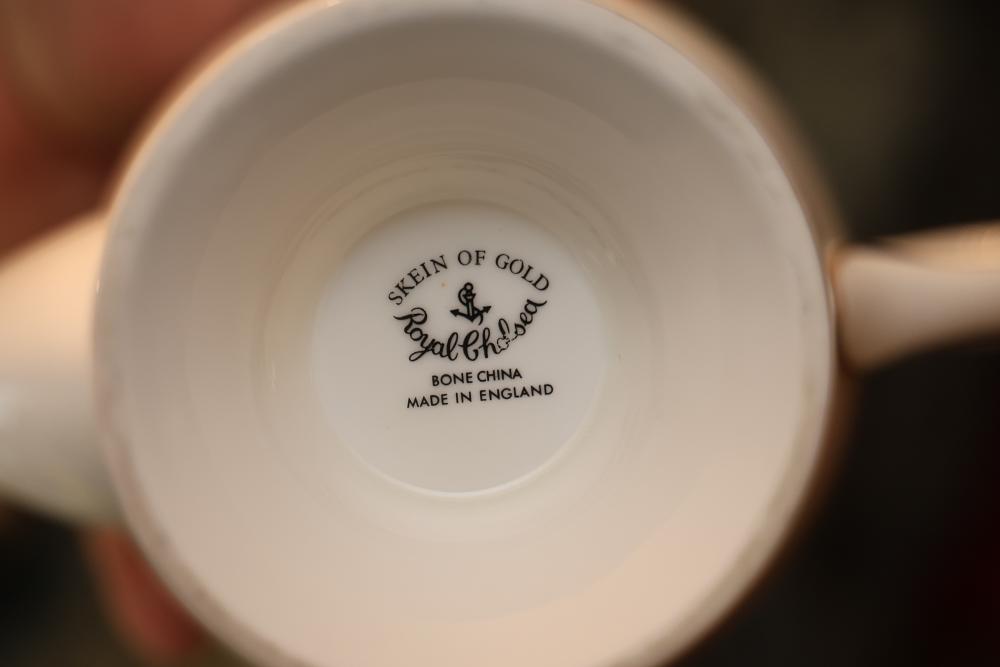 SKEIN OF GOLD
Royal Chelsea
BONE CHINA
MADE IN ENGLAND